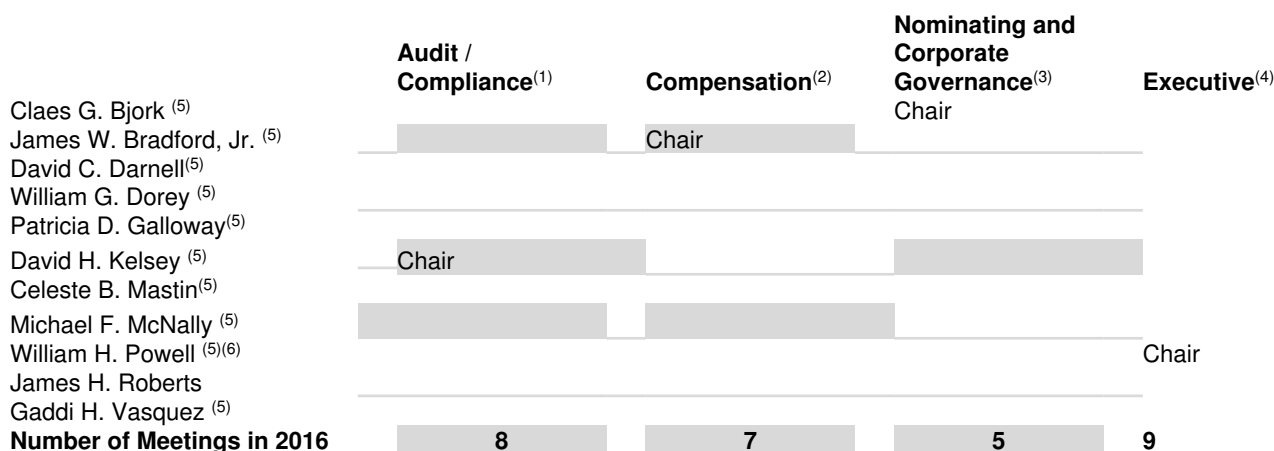 Nominating and
Audit / Corporate
Compliance(1) Compensation(2) Governance(3) Executive(4)
Claes G. Bjork (5) Chair
James W. Bradford, Jr. (5) Chair
David C. Darnell(5)
William G. Dorey (5)
Patricia D. Galloway(5)
David H. Kelsey (5) Chair
Celeste B. Mastin(5)
Michael F. McNally (5)
William H. Powell (5)(6) Chair
James H. Roberts
Gaddi H. Vasquez (5)
Number of Meetings in 2016 8 7 5 9